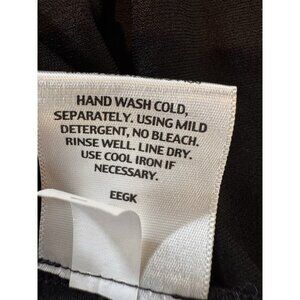 HAND WASH COLD,
SEPARATELY. USING MILD
DETERGENT, NO BLEACH.
RINSE WELL. LINE DRY.
USE COOL IRON IF
NECESSARY.
EEGK